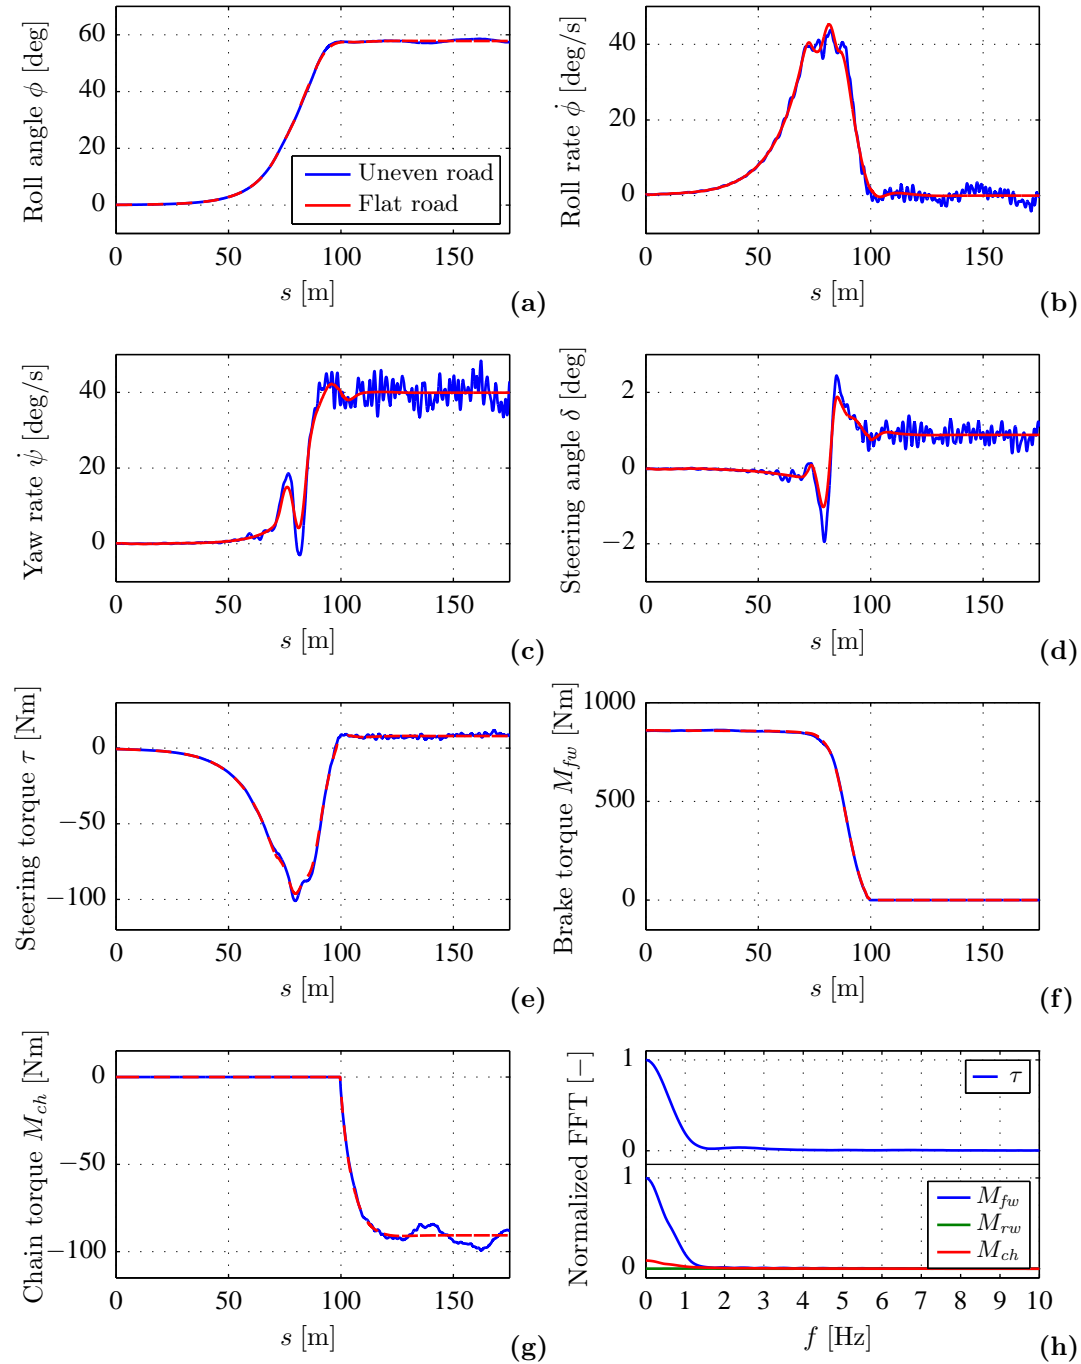 60
40
20
0
0 50 100 150
Roll angle ϕ [deg]
Uneven road
Flat road
s [m]
(a)
40
20
0
0 50 100 150
Roll rate ϕ̇ [deg/s]
s [m]
(b)
40
20
0
0 50 100 150
Yaw rate ψ̇ [deg/s]
s [m]
(c)
2
0
−2
0 50 100 150
Steering angle δ [deg]
s [m]
(d)
0
−50
−100
0 50 100 150
Steering torque τ [Nm]
s [m]
(e)
1000
500
0
0 50 100 150
Brake torque M_fw [Nm]
s [m]
(f)
0
−50
−100
0 50 100 150
Chain torque M_ch [Nm]
s [m]
(g)
1
0
1
0
0 1 2 3 4 5 6 7 8 9 10
Normalized FFT [−]
τ
M_fw
M_rw
M_ch
f [Hz]
(h)